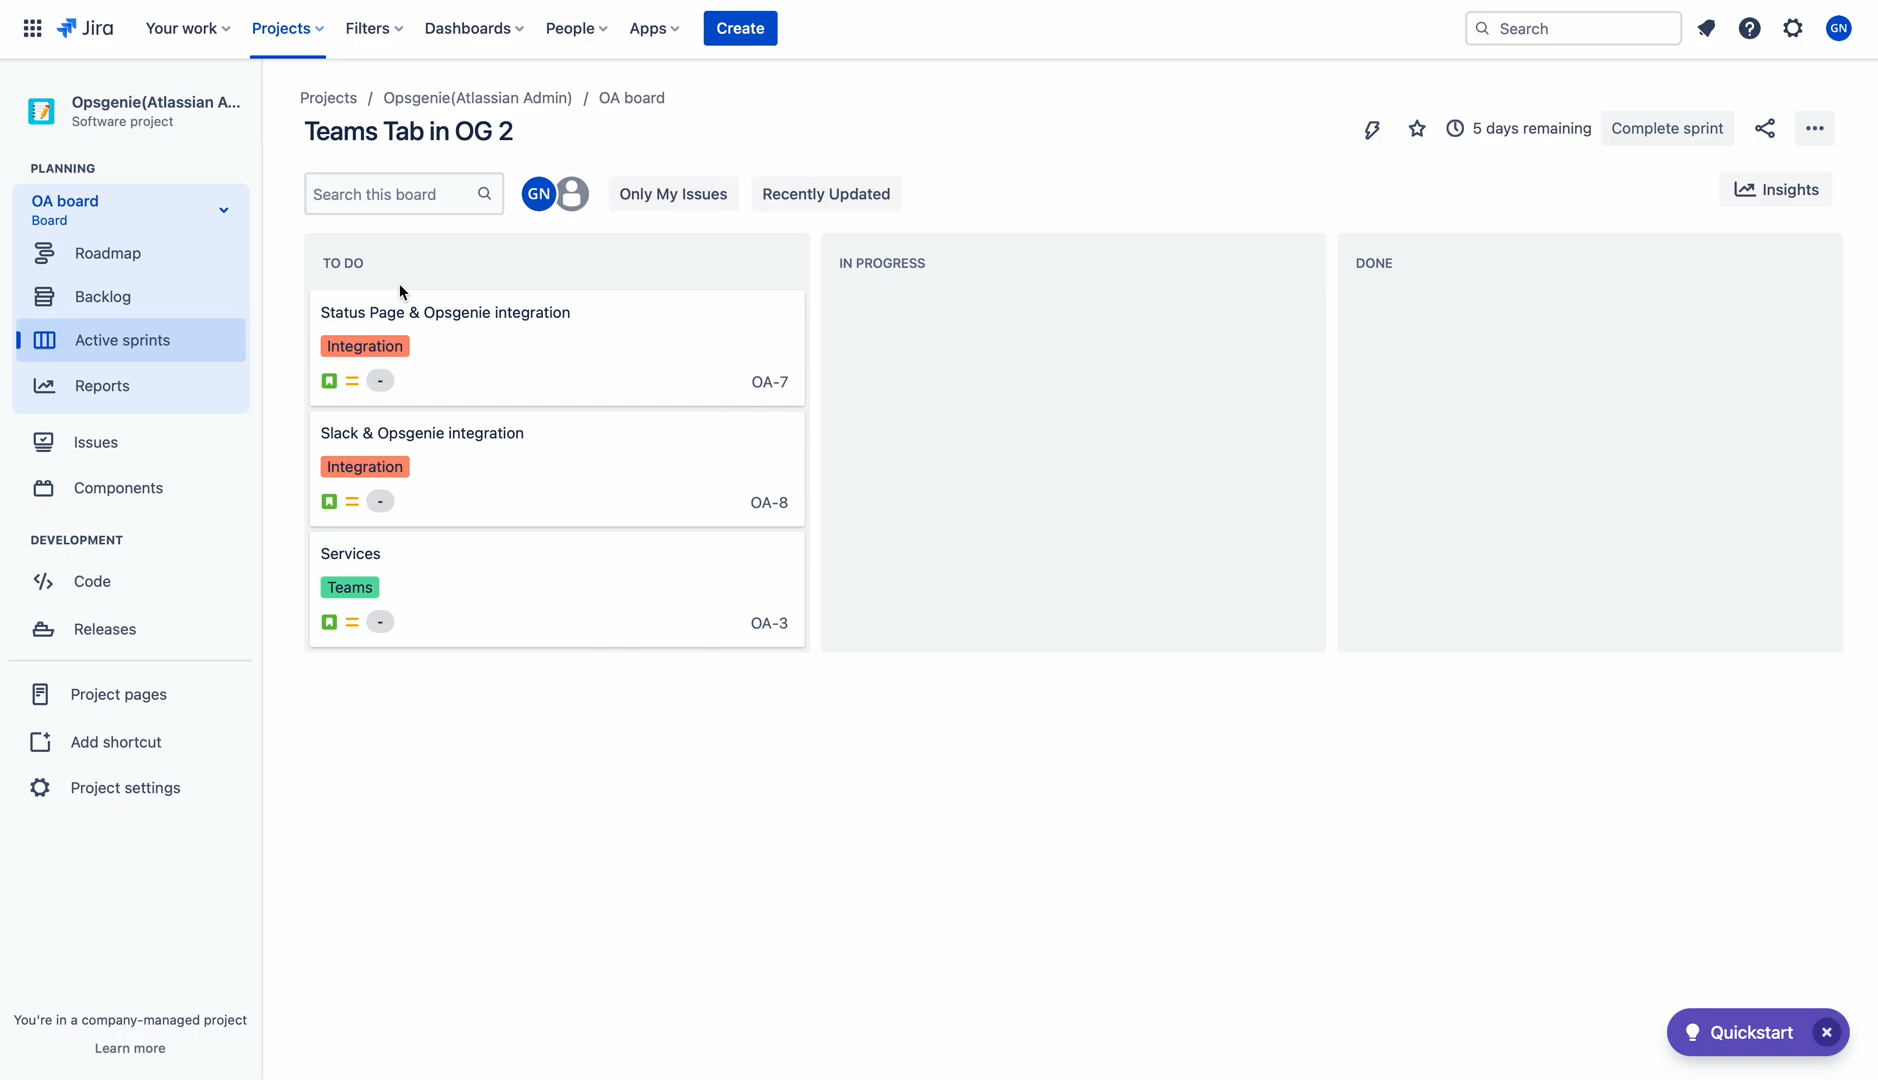 Jira
Your work
Projects
Filters
Dashboards
People
Apps
Create
Search
GN
Opsgenie(Atlassian A...
Software project
PLANNING
OA board
Board
Roadmap
Backlog
Active sprints
Reports
Issues
Components
DEVELOPMENT
Code
Releases
Project pages
Add shortcut
Project settings
You're in a company-managed project
Learn more
Projects / Opsgenie(Atlassian Admin) / OA board
Teams Tab in OG 2
5 days remaining
Complete sprint
Search this board
GN
Only My Issues
Recently Updated
Insights
TO DO
Status Page & Opsgenie integration
Integration
-
OA-7
Slack & Opsgenie integration
Integration
-
OA-8
Services
Teams
-
OA-3
IN PROGRESS
DONE
Quickstart